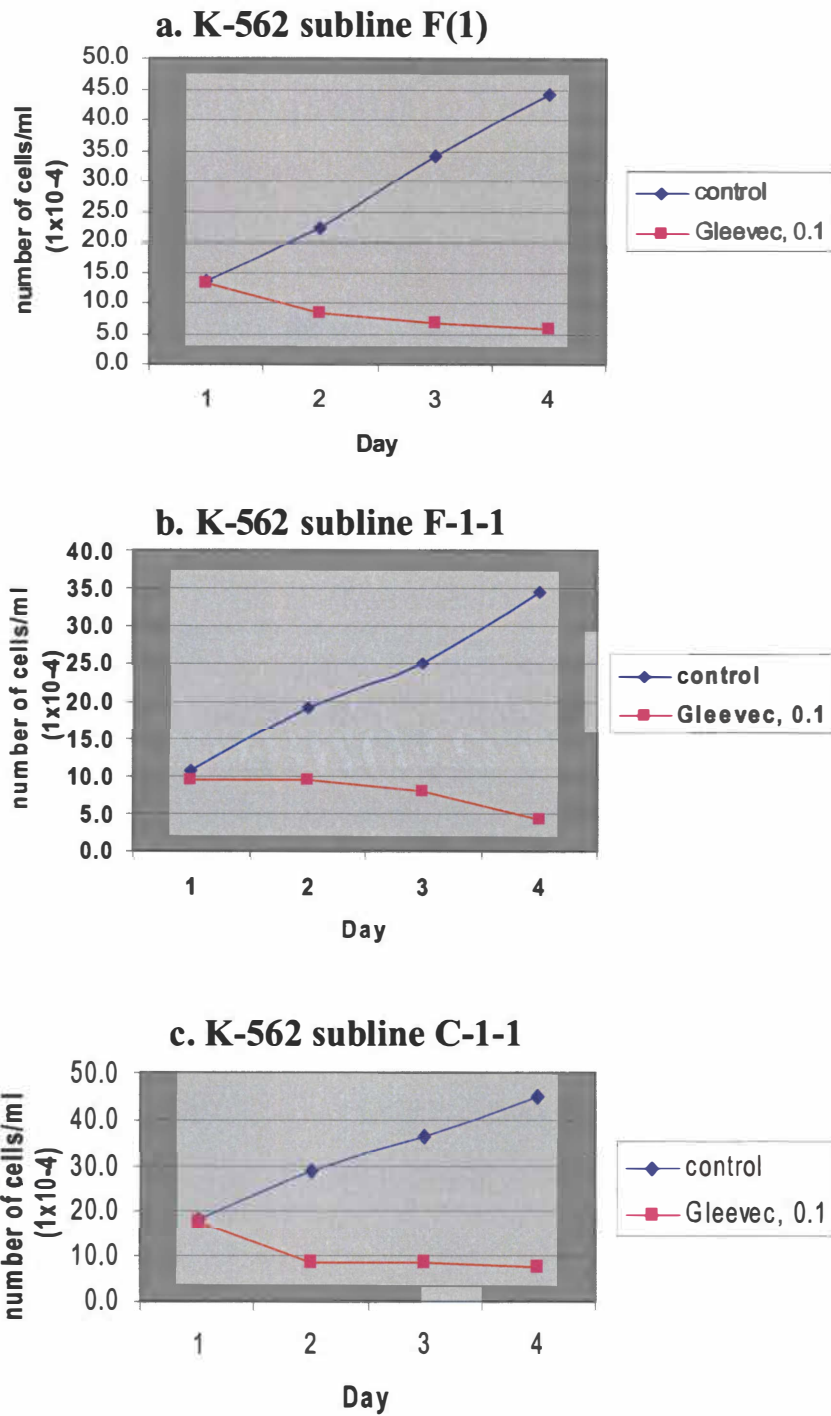 a. K-562 subline F(1)
number of cells/ml
(1x10-4)
50.0
45.0
40.0
35.0
30.0
25.0
20.0
15.0
10.0
5.0
0.0
1 2 3 4
Day
control
Gleevec, 0.1
b. K-562 subline F-1-1
number of cells/ml
(1x10-4)
40.0
35.0
30.0
25.0
20.0
15.0
10.0
5.0
0.0
1 2 3 4
Day
control
Gleevec, 0.1
c. K-562 subline C-1-1
number of cells/ml
(1x10-4)
50.0
40.0
30.0
20.0
10.0
0.0
1 2 3 4
Day
control
Gleevec, 0.1